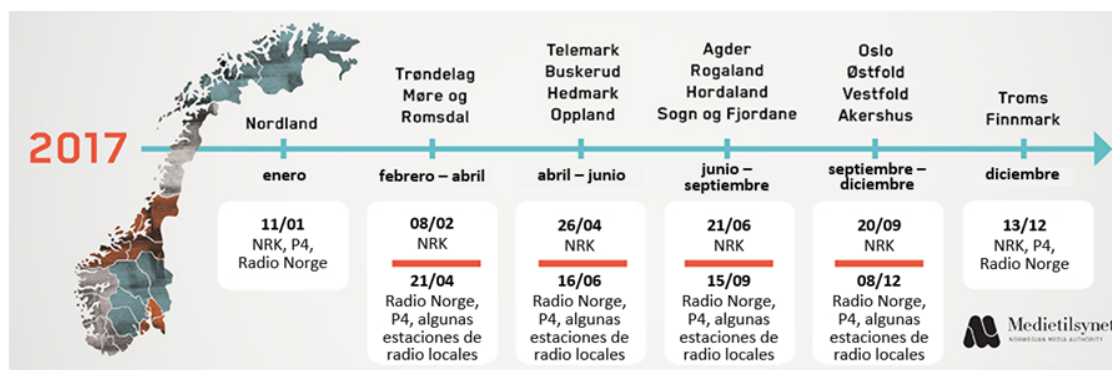 2017
Nordland
enero
11/01
NRK, P4,
Radio Norge
Trøndelag
Møre og
Romsdal
febrero – abril
08/02
NRK
21/04
Radio Norge,
P4, algunas
estaciones de
radio locales
Telemark
Buskerud
Hedmark
Oppland
abril – junio
26/04
NRK
16/06
Radio Norge,
P4, algunas
estaciones de
radio locales
Agder
Rogaland
Hordaland
Sogn og Fjordane
junio –
septiembre
21/06
NRK
15/09
Radio Norge,
P4, algunas
estaciones de
radio locales
Oslo
Østfold
Vestfold
Akershus
septiembre –
diciembre
20/09
NRK
08/12
Radio Norge,
P4, algunas
estaciones de
radio locales
Troms
Finnmark
diciembre
13/12
NRK, P4,
Radio Norge
Medietilsynet
NORWEGIAN MEDIA AUTHORITY